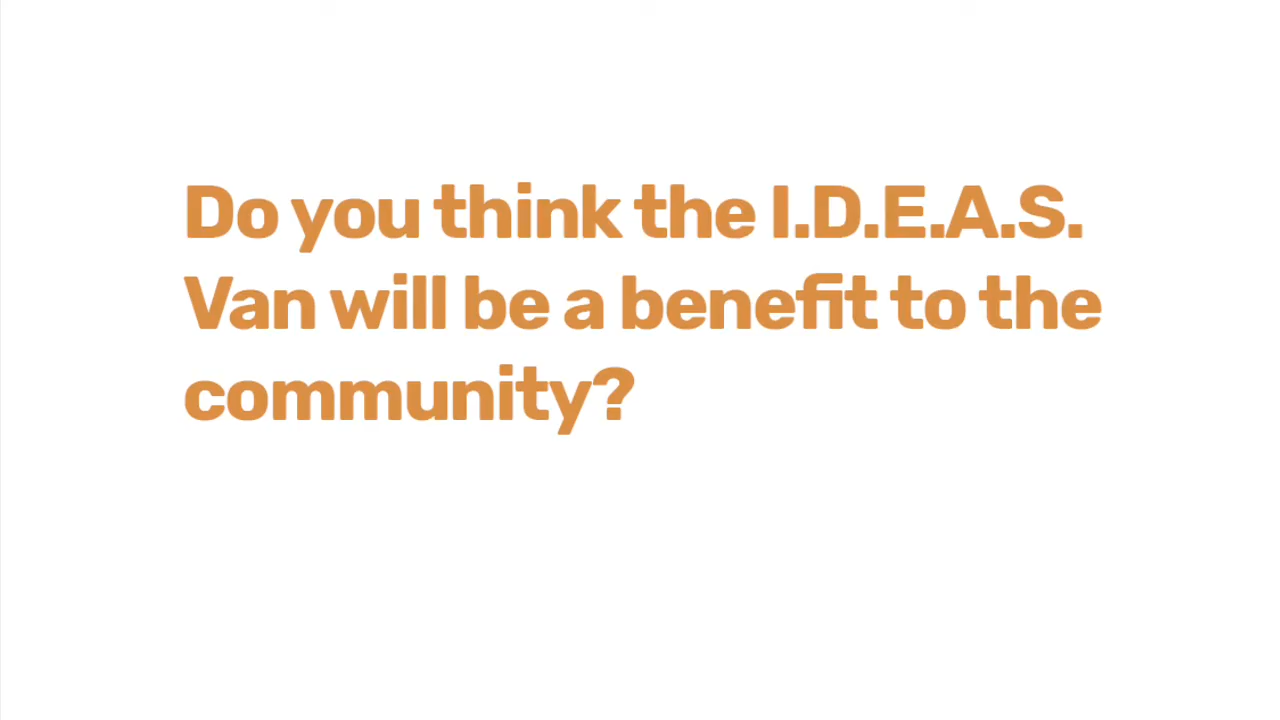 Do you think the I.D.E.A.S.
Van will be a benefit to the
community?